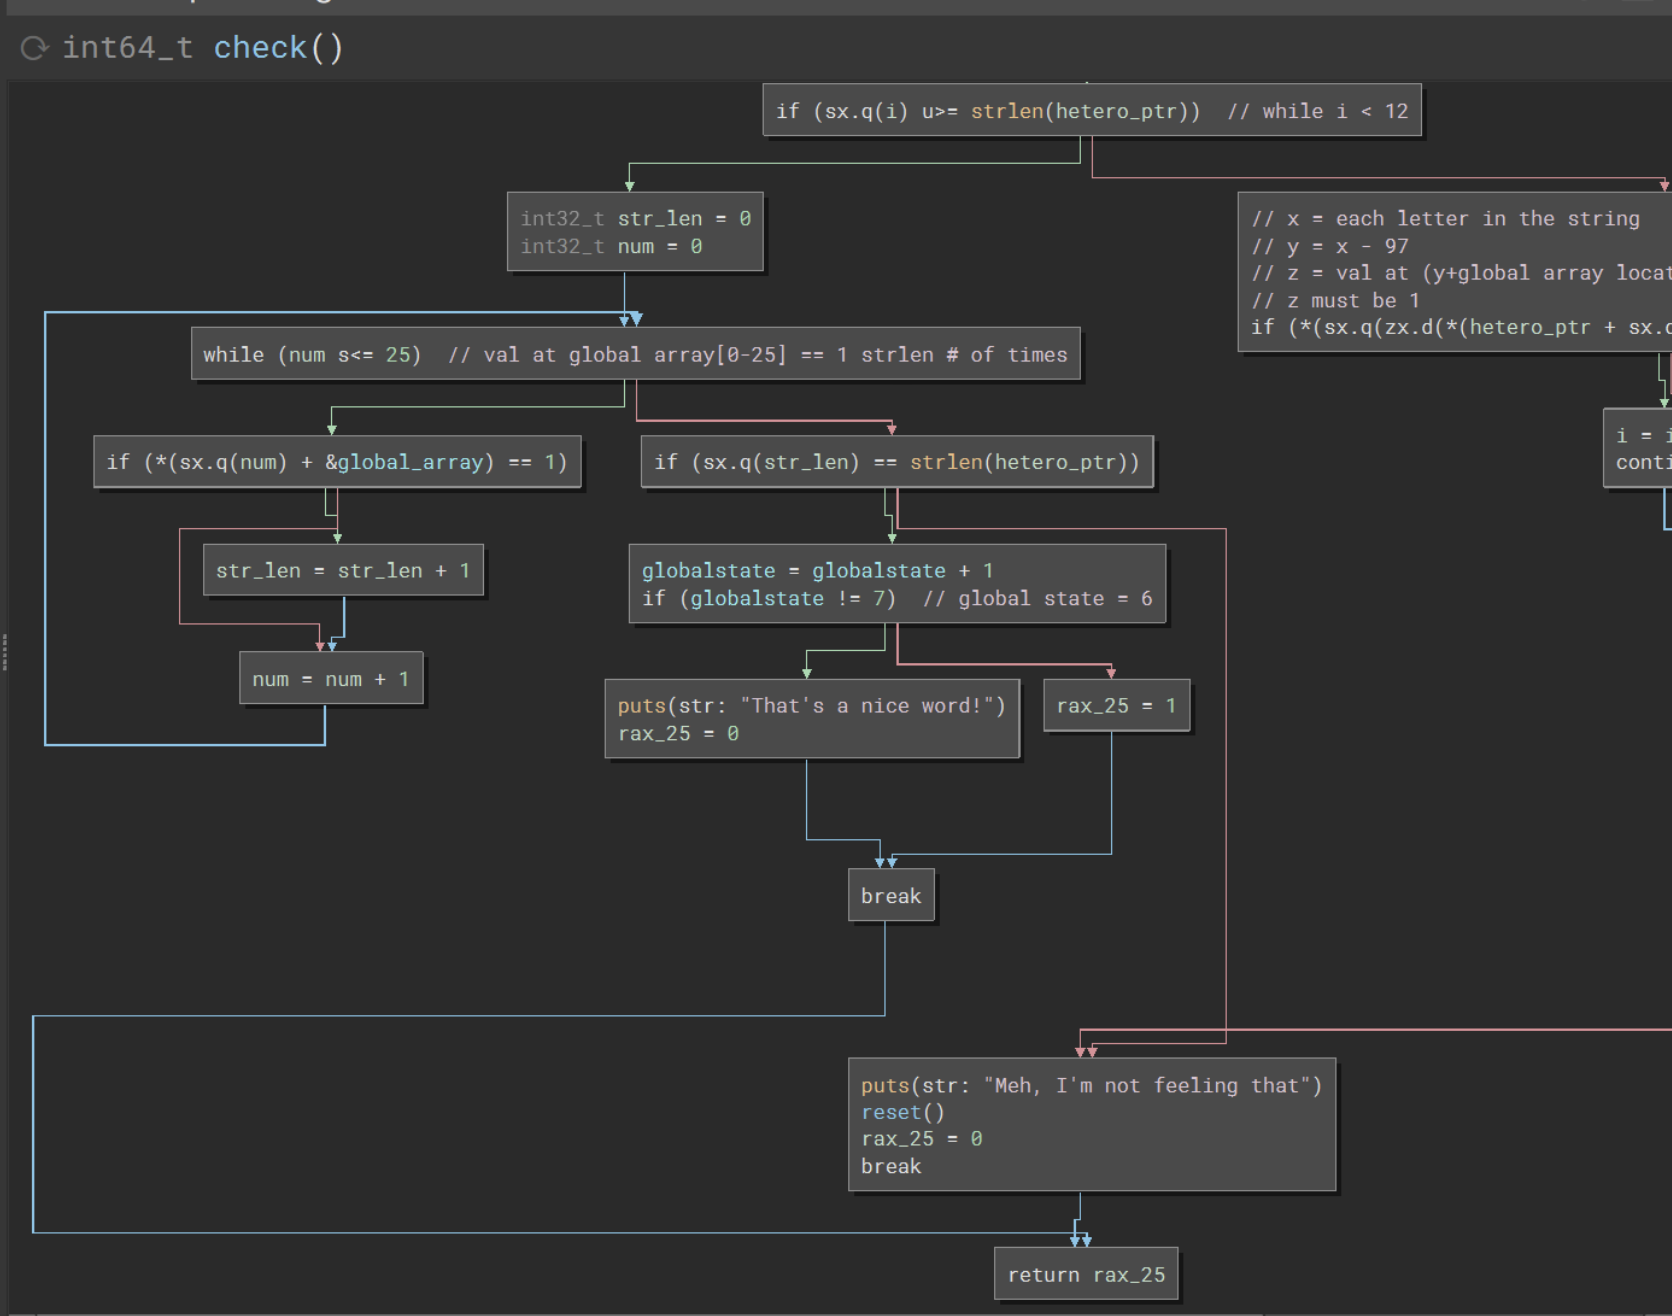 int64_t check()
if (sx.q(i) u>= strlen(hetero_ptr))  // while i < 12
int32_t str_len = 0
int32_t num = 0
// x = each letter in the string
// y = x - 97
// z = val at (y+global array locat
// z must be 1
if (*(sx.q(zx.d(*(hetero_ptr + sx.q
while (num s<= 25)  // val at global array[0-25] == 1 strlen # of times
if (*(sx.q(num) + &global_array) == 1)
if (sx.q(str_len) == strlen(hetero_ptr))
i = i
conti
str_len = str_len + 1
globalstate = globalstate + 1
if (globalstate != 7)  // global state = 6
num = num + 1
puts(str: "That's a nice word!")
rax_25 = 0
rax_25 = 1
break
puts(str: "Meh, I'm not feeling that")
reset()
rax_25 = 0
break
return rax_25